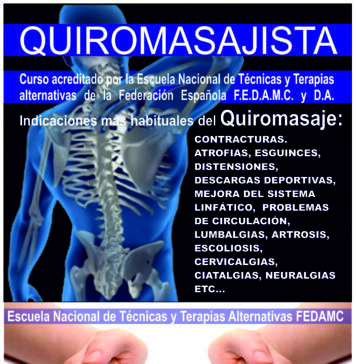 QUIROMASAJISTA
Curso acreditado por la Escuela Nacional de Técnicas y Terapias
alternativas de la Federación Española F.E.D.A.M.C. y D.A.
Indicaciones más habituales del Quiromasaje:
CONTRACTURAS.
ATROFIAS, ESGUINCES,
DISTENSIONES,
DESCARGAS DEPORTIVAS,
MEJORA DEL SISTEMA
LINFÁTICO, PROBLEMAS
DE CIRCULACIÓN,
LUMBALGIAS, ARTROSIS,
ESCOLIOSIS,
CERVICALGIAS,
CIATALGIAS, NEURALGIAS
ETC...
Escuela Nacional de Técnicas y Terapias Alternativas FEDAMC